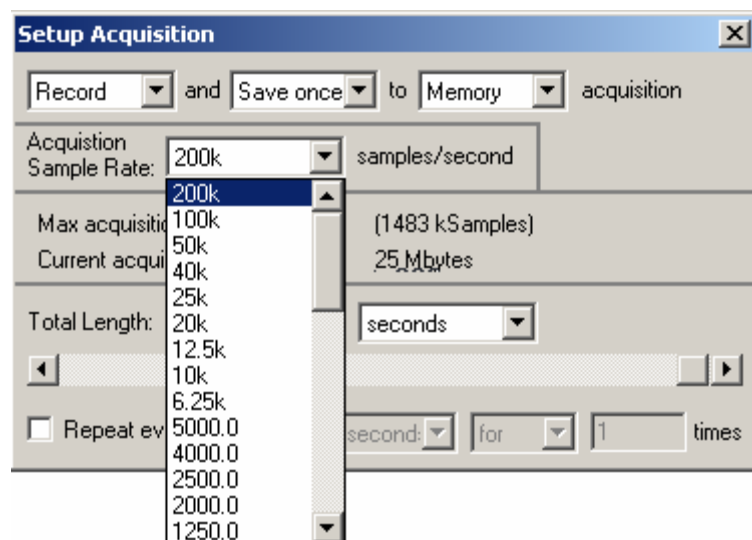 Setup Acquisition
Record and Save once to Memory acquisition
Acquistion
Sample Rate: 200k samples/second
200k
100k
50k
40k
25k
20k
12.5k
10k
6.25k
5000.0
4000.0
2500.0
2000.0
1250.0
Max (1483 kSamples)
Current 25 Mbytes
Total Length: seconds
Repeat for 1 times